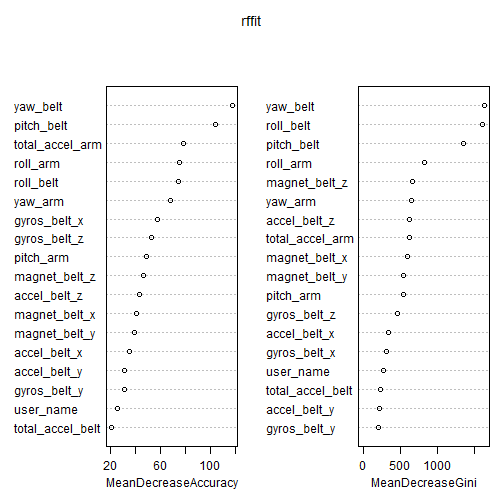 rffit
yaw_belt
pitch_belt
total_accel_arm
roll_arm
roll_belt
yaw_arm
gyros_belt_x
gyros_belt_z
pitch_arm
magnet_belt_z
accel_belt_z
magnet_belt_x
magnet_belt_y
accel_belt_x
accel_belt_y
gyros_belt_y
user_name
total_accel_belt
20 60 100
MeanDecreaseAccuracy
yaw_belt
roll_belt
pitch_belt
roll_arm
magnet_belt_z
yaw_arm
accel_belt_z
total_accel_arm
magnet_belt_x
magnet_belt_y
pitch_arm
gyros_belt_z
accel_belt_x
gyros_belt_x
user_name
total_accel_belt
accel_belt_y
gyros_belt_y
0 500 1000
MeanDecreaseGini